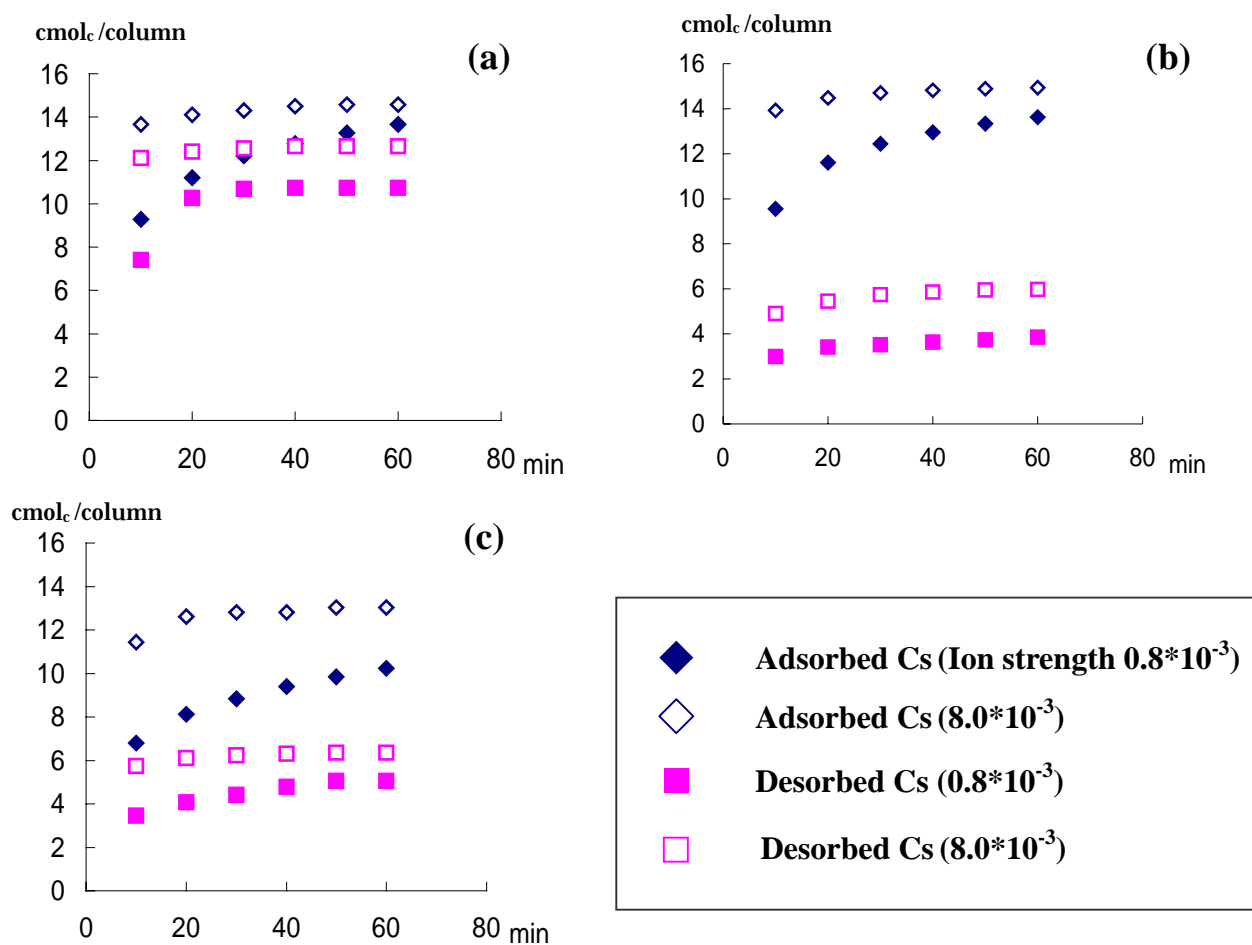 cmolc /column
(a)
16
14
12
10
8
6
4
2
0
0 20 40 60 80 min
cmolc /column
(b)
16
14
12
10
8
6
4
2
0
0 20 40 60 80 min
cmolc /column
(c)
16
14
12
10
8
6
4
2
0
0 20 40 60 80 min
Adsorbed Cs (Ion strength 0.8*10-3)
Adsorbed Cs (8.0*10-3)
Desorbed Cs (0.8*10-3)
Desorbed Cs (8.0*10-3)